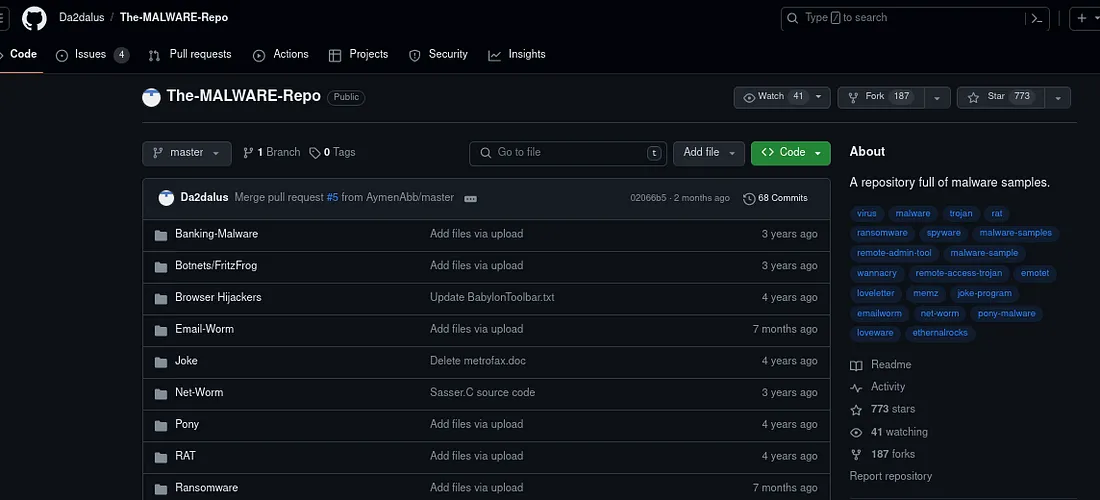 Da2dalus / The-MALWARE-Repo
Type / to search
Code Issues 4 Pull requests Actions Projects Security Insights
The-MALWARE-Repo Public
Watch 41 Fork 187 Star 773
master 1 Branch 0 Tags Go to file t Add file Code
Da2dalus Merge pull request #5 from AymenAbb/master 02066b5 · 2 months ago 68 Commits
Banking-Malware Add files via upload 3 years ago
Botnets/FritzFrog Add files via upload 3 years ago
Browser Hijackers Update BabylonToolbar.txt 4 years ago
Email-Worm Add files via upload 7 months ago
Joke Delete metrofax.doc 4 years ago
Net-Worm Sasser.C source code 3 years ago
Pony Add files via upload 4 years ago
RAT Add files via upload 4 years ago
Ransomware Add files via upload 7 months ago
About
A repository full of malware samples.
virus malware trojan rat
ransomware spyware malware-samples
remote-admin-tool malware-sample
wannacry remote-access-trojan emotet
loveletter memz joke-program
emailworm net-worm pony-malware
loveware ethernalrocks
Readme
Activity
773 stars
41 watching
187 forks
Report repository